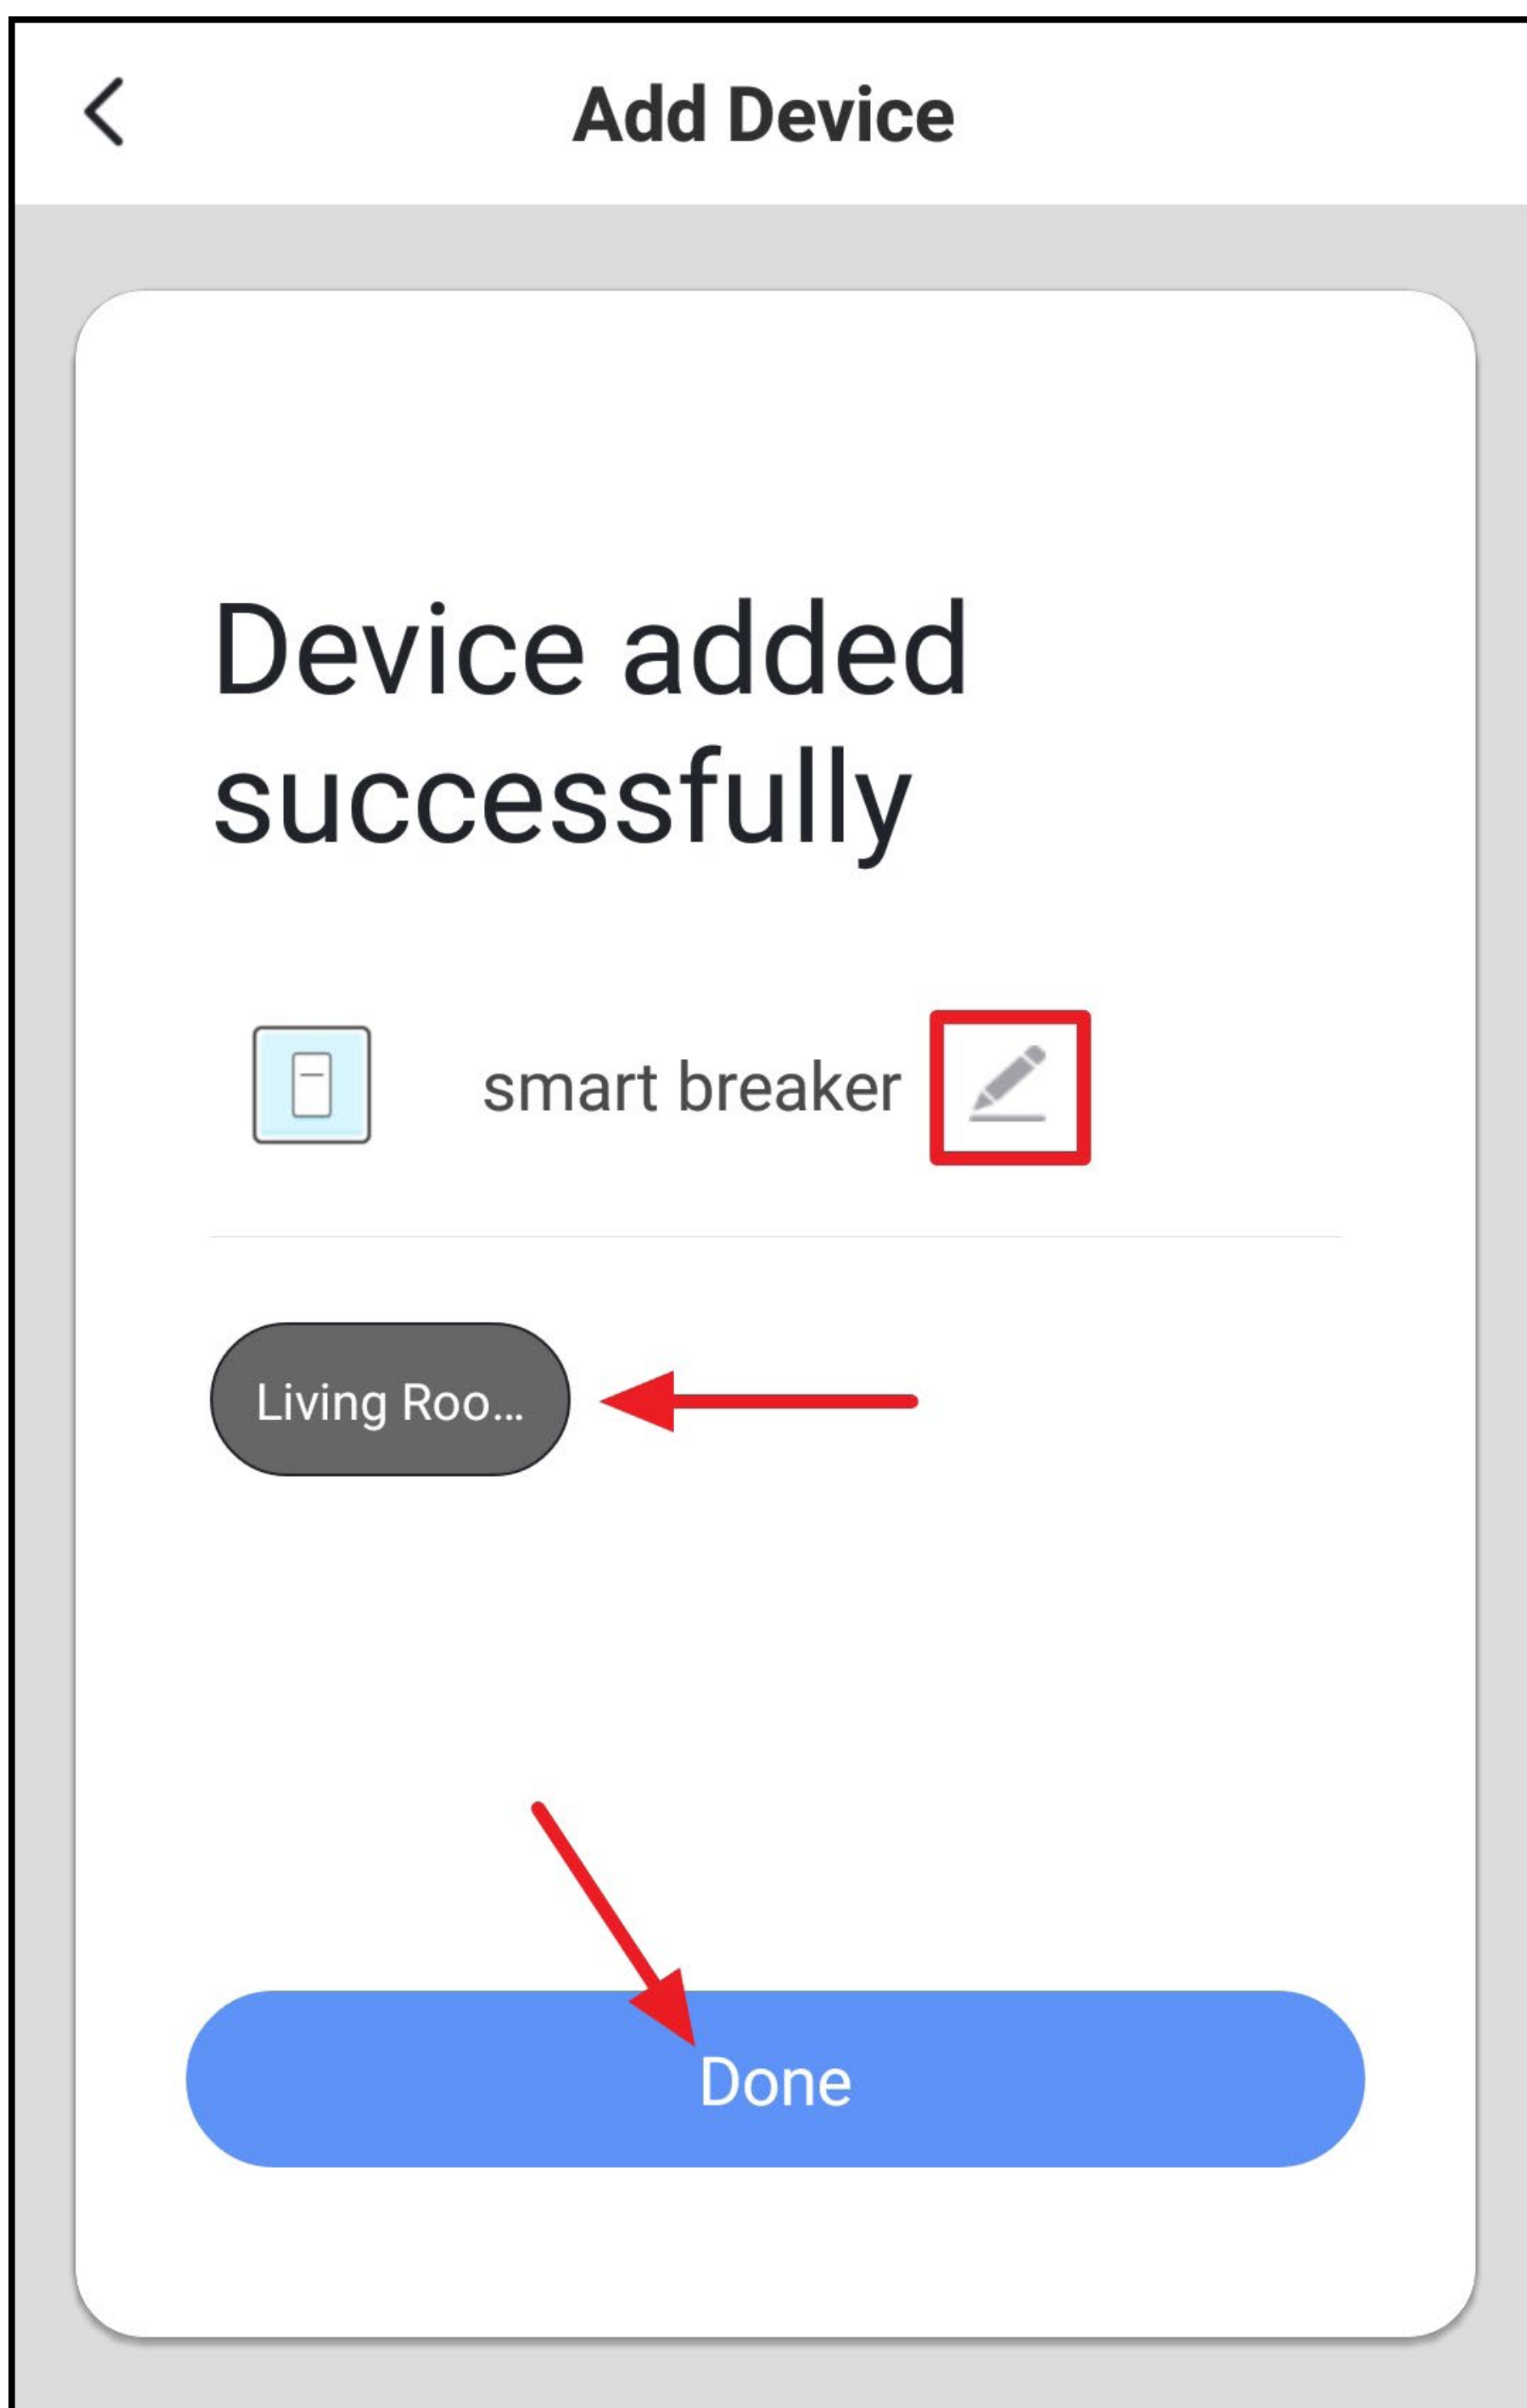 Add Device
Device added
successfully
smart breaker
Living Roo...
Done